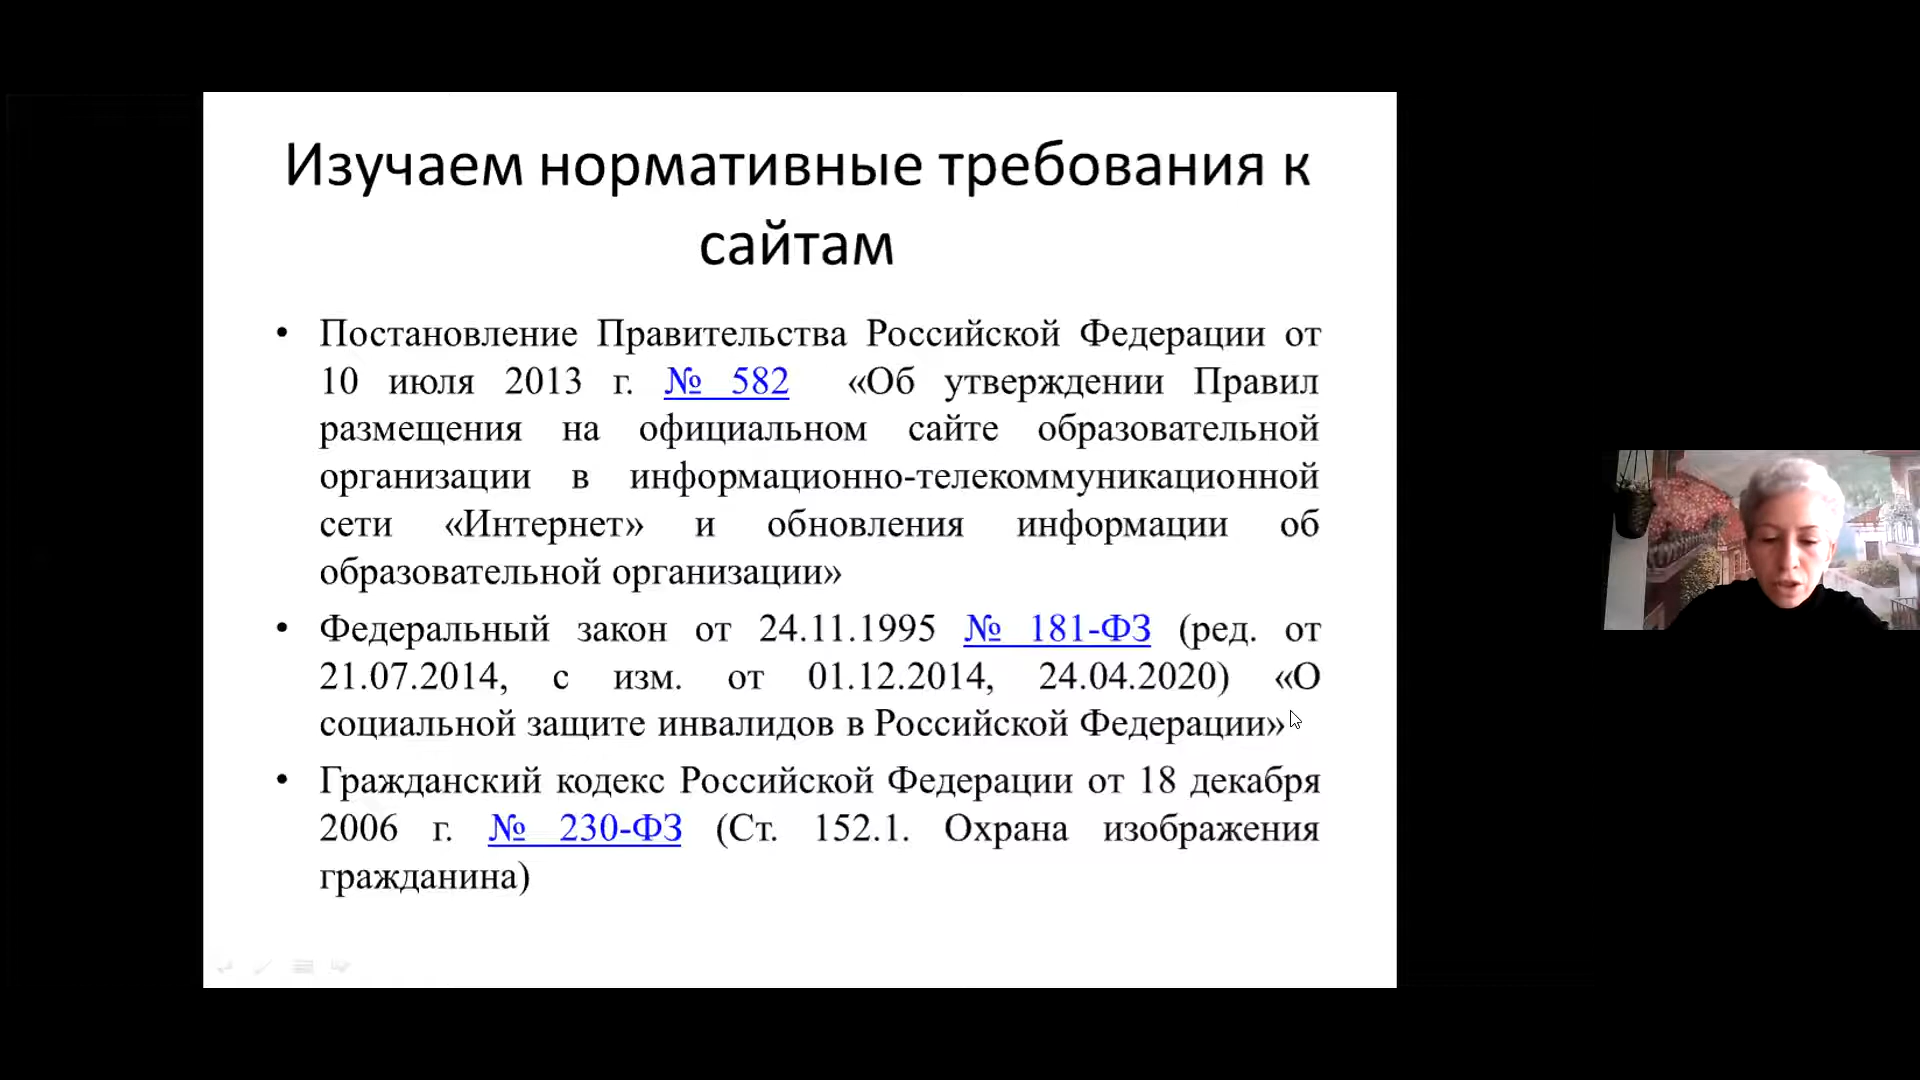 Изучаем нормативные требования к
сайтам
• Постановление Правительства Российской Федерации от
10 июля 2013 г. № 582 «Об утверждении Правил
размещения на официальном сайте образовательной
организации в информационно-телекоммуникационной
сети «Интернет» и обновления информации об
образовательной организации»
• Федеральный закон от 24.11.1995 № 181-ФЗ (ред. от
21.07.2014, с изм. от 01.12.2014, 24.04.2020) «О
социальной защите инвалидов в Российской Федерации»
• Гражданский кодекс Российской Федерации от 18 декабря
2006 г. № 230-ФЗ (Ст. 152.1. Охрана изображения
гражданина)